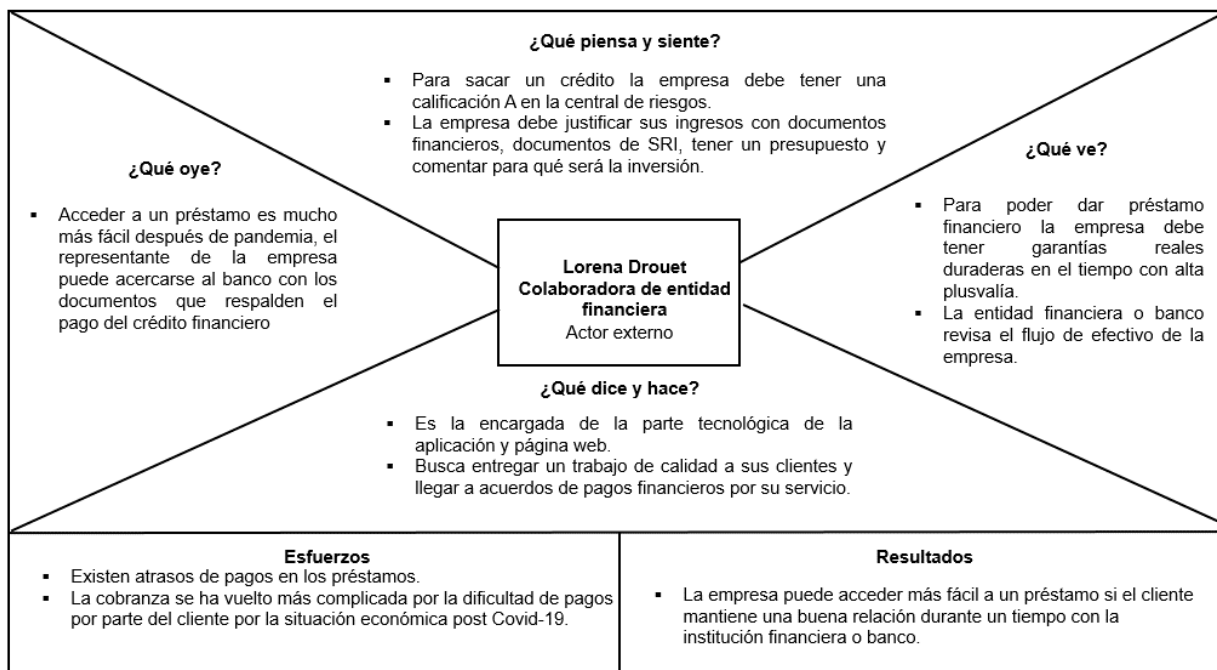 ¿Qué piensa y siente?
▪ Para sacar un crédito la empresa debe tener una
calificación A en la central de riesgos.
▪ La empresa debe justificar sus ingresos con documentos
financieros, documentos de SRI, tener un presupuesto y
comentar para qué será la inversión.
¿Qué oye?
▪ Acceder a un préstamo es mucho
más fácil después de pandemia, el
representante de la empresa
puede acercarse al banco con los
documentos que respalden el
pago del crédito financiero
Lorena Drouet
Colaboradora de entidad
financiera
Actor externo
¿Qué ve?
▪ Para poder dar préstamo
financiero la empresa debe
tener garantías reales
duraderas en el tiempo con alta
plusvalía.
▪ La entidad financiera o banco
revisa el flujo de efectivo de la
empresa.
¿Qué dice y hace?
▪ Es la encargada de la parte tecnológica de la
aplicación y página web.
▪ Busca entregar un trabajo de calidad a sus clientes y
llegar a acuerdos de pagos financieros por su servicio.
Esfuerzos
▪ Existen atrasos de pagos en los préstamos.
▪ La cobranza se ha vuelto más complicada por la dificultad de pagos
por parte del cliente por la situación económica post Covid-19.
Resultados
▪ La empresa puede acceder más fácil a un préstamo si el cliente
mantiene una buena relación durante un tiempo con la
institución financiera o banco.